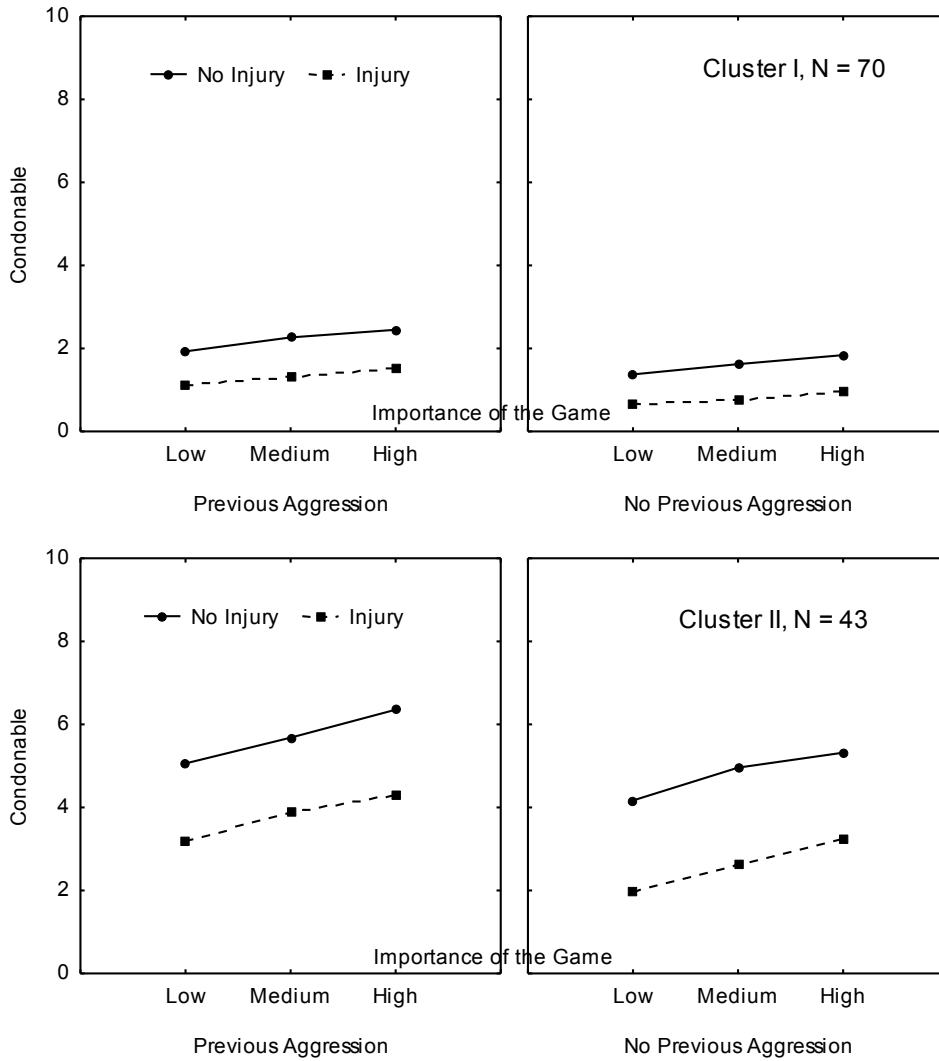 10
No Injury Injury
Cluster I, N = 70
8
6
Condonable
4
2
0
Importance of the Game
Low Medium High
Low Medium High
Previous Aggression
No Previous Aggression
10
No Injury Injury
Cluster II, N = 43
8
6
Condonable
4
2
0
Importance of the Game
Low Medium High
Low Medium High
Previous Aggression
No Previous Aggression